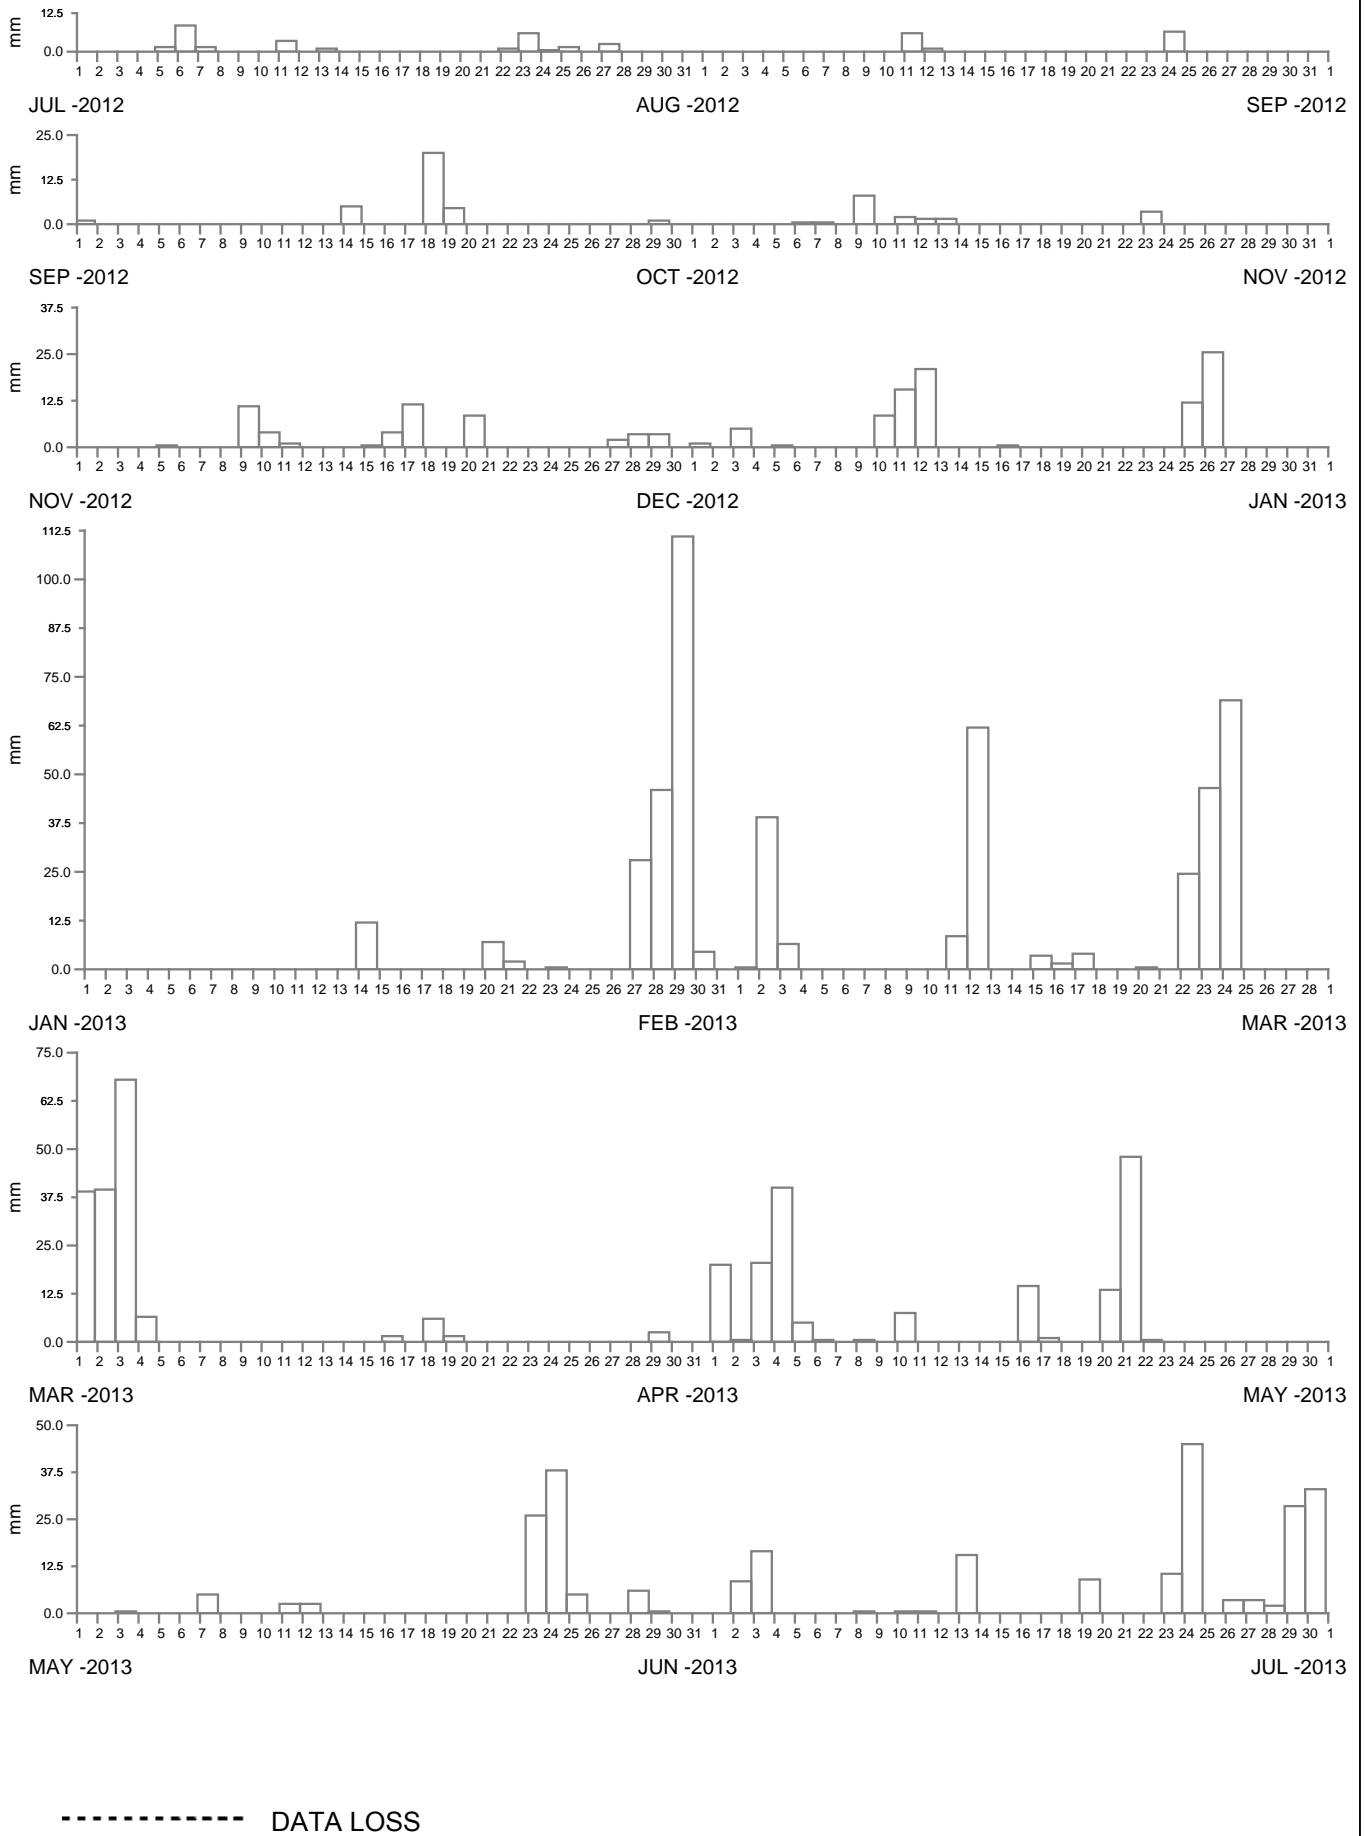 12.5
mm
0.0
1 2 3 4 5 6 7 8 9 10 11 12 13 14 15 16 17 18 19 20 21 22 23 24 25 26 27 28 29 30 31 1 2 3 4 5 6 7 8 9 10 11 12 13 14 15 16 17 18 19 20 21 22 23 24 25 26 27 28 29 30 31 1
JUL -2012 AUG -2012 SEP -2012
25.0
mm
12.5
0.0
1 2 3 4 5 6 7 8 9 10 11 12 13 14 15 16 17 18 19 20 21 22 23 24 25 26 27 28 29 30 1 2 3 4 5 6 7 8 9 10 11 12 13 14 15 16 17 18 19 20 21 22 23 24 25 26 27 28 29 30 31 1
SEP -2012 OCT -2012 NOV -2012
37.5
25.0
mm
12.5
0.0
1 2 3 4 5 6 7 8 9 10 11 12 13 14 15 16 17 18 19 20 21 22 23 24 25 26 27 28 29 30 1 2 3 4 5 6 7 8 9 10 11 12 13 14 15 16 17 18 19 20 21 22 23 24 25 26 27 28 29 30 31 1
NOV -2012 DEC -2012 JAN -2013
112.5
100.0
87.5
75.0
62.5
mm
50.0
37.5
25.0
12.5
0.0
1 2 3 4 5 6 7 8 9 10 11 12 13 14 15 16 17 18 19 20 21 22 23 24 25 26 27 28 29 30 31 1 2 3 4 5 6 7 8 9 10 11 12 13 14 15 16 17 18 19 20 21 22 23 24 25 26 27 28 1
JAN -2013 FEB -2013 MAR -2013
75.0
62.5
50.0
mm
37.5
25.0
12.5
0.0
1 2 3 4 5 6 7 8 9 10 11 12 13 14 15 16 17 18 19 20 21 22 23 24 25 26 27 28 29 30 31 1 2 3 4 5 6 7 8 9 10 11 12 13 14 15 16 17 18 19 20 21 22 23 24 25 26 27 28 29 30 1
MAR -2013 APR -2013 MAY -2013
50.0
37.5
mm
25.0
12.5
0.0
1 2 3 4 5 6 7 8 9 10 11 12 13 14 15 16 17 18 19 20 21 22 23 24 25 26 27 28 29 30 31 1 2 3 4 5 6 7 8 9 10 11 12 13 14 15 16 17 18 19 20 21 22 23 24 25 26 27 28 29 30 1
MAY -2013 JUN -2013 JUL -2013
DATA LOSS